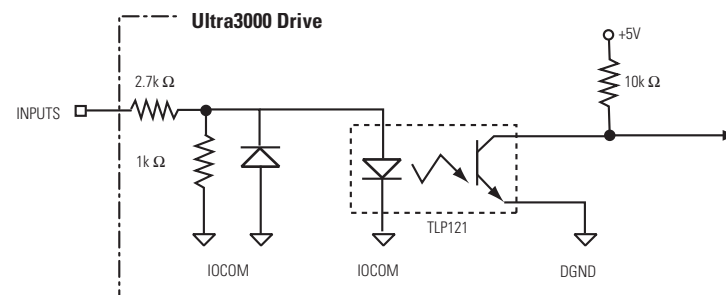 Ultra3000 Drive
+5V
2.7k Ω
10k Ω
INPUTS
1k Ω
TLP121
IOCOM
IOCOM
DGND